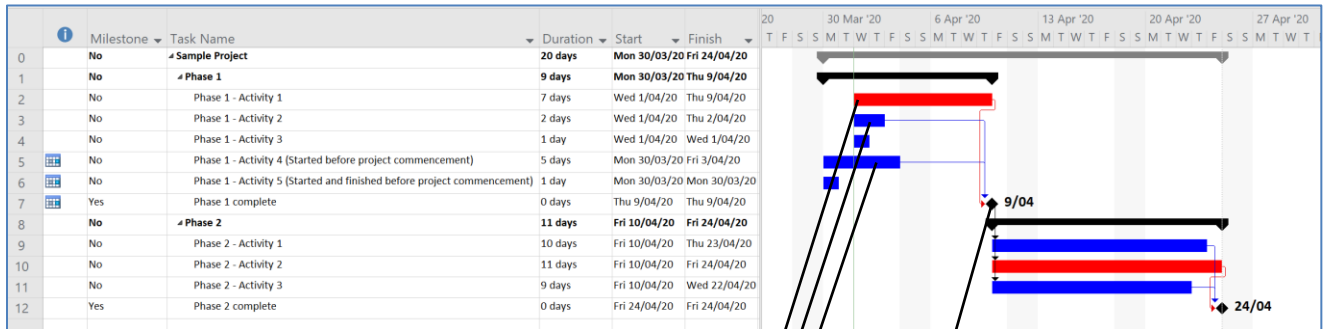 20 30 Mar '20 6 Apr '20 13 Apr '20 20 Apr '20 27 Apr '20
Milestone Task Name Duration Start Finish T F S S M T W T F S S M T W T F S S M T W T F S S M T W T F S S M T W T
0 No Sample Project 20 days Mon 30/03/20 Fri 24/04/20
1 No Phase 1 9 days Mon 30/03/20 Thu 9/04/20
2 No Phase 1 - Activity 1 7 days Wed 1/04/20 Thu 9/04/20
3 No Phase 1 - Activity 2 2 days Wed 1/04/20 Thu 2/04/20
4 No Phase 1 - Activity 3 1 day Wed 1/04/20 Wed 1/04/20
5 No Phase 1 - Activity 4 (Started before project commencement) 5 days Mon 30/03/20 Fri 3/04/20
6 No Phase 1 - Activity 5 (Started and finished before project commencement) 1 day Mon 30/03/20 Mon 30/03/20
7 Yes Phase 1 complete 0 days Thu 9/04/20 Thu 9/04/20 9/04
8 No Phase 2 11 days Fri 10/04/20 Fri 24/04/20
9 No Phase 2 - Activity 1 10 days Fri 10/04/20 Thu 23/04/20
10 No Phase 2 - Activity 2 11 days Fri 10/04/20 Fri 24/04/20
11 No Phase 2 - Activity 3 9 days Fri 10/04/20 Wed 22/04/20
12 Yes Phase 2 complete 0 days Fri 24/04/20 Fri 24/04/20 24/04